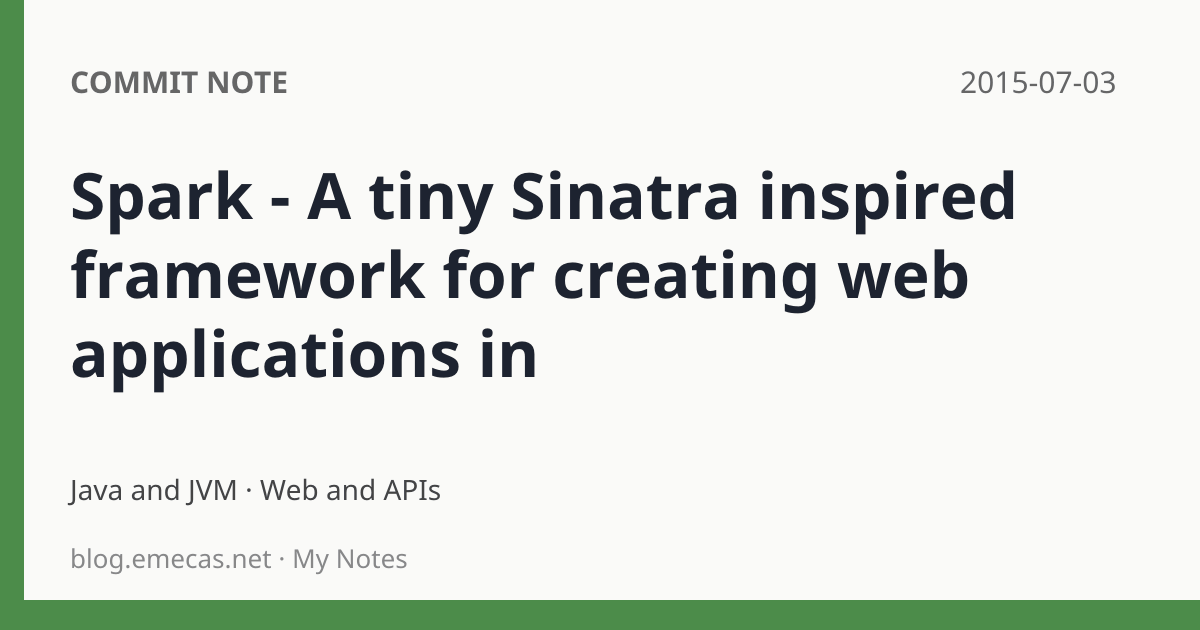 COMMIT NOTE
2015-07-03
Spark - A tiny Sinatra inspired
framework for creating web
applications in
Java and JVM · Web and APIs
blog.emecas.net · My Notes